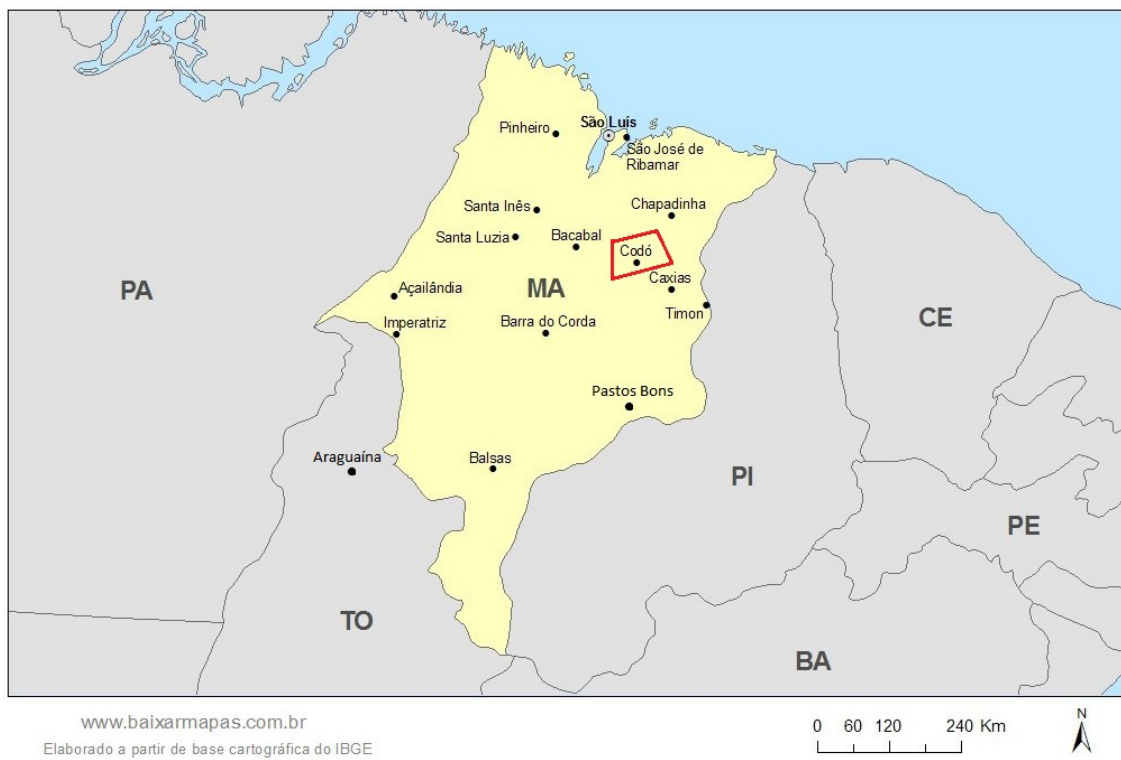 Pinheiro
São Luís
São José de
Ribamar
Santa Inês
Chapadinha
Santa Luzia
Bacabal
Codó
PA
Açailândia
MA
Caxias
Timon
CE
Imperatriz
Barra do Corda
Pastos Bons
Araguaína
Balsas
PI
PE
TO
BA
www.baixarmapas.com.br
Elaborado a partir de base cartográfica do IBGE
0 60 120 240 Km
N